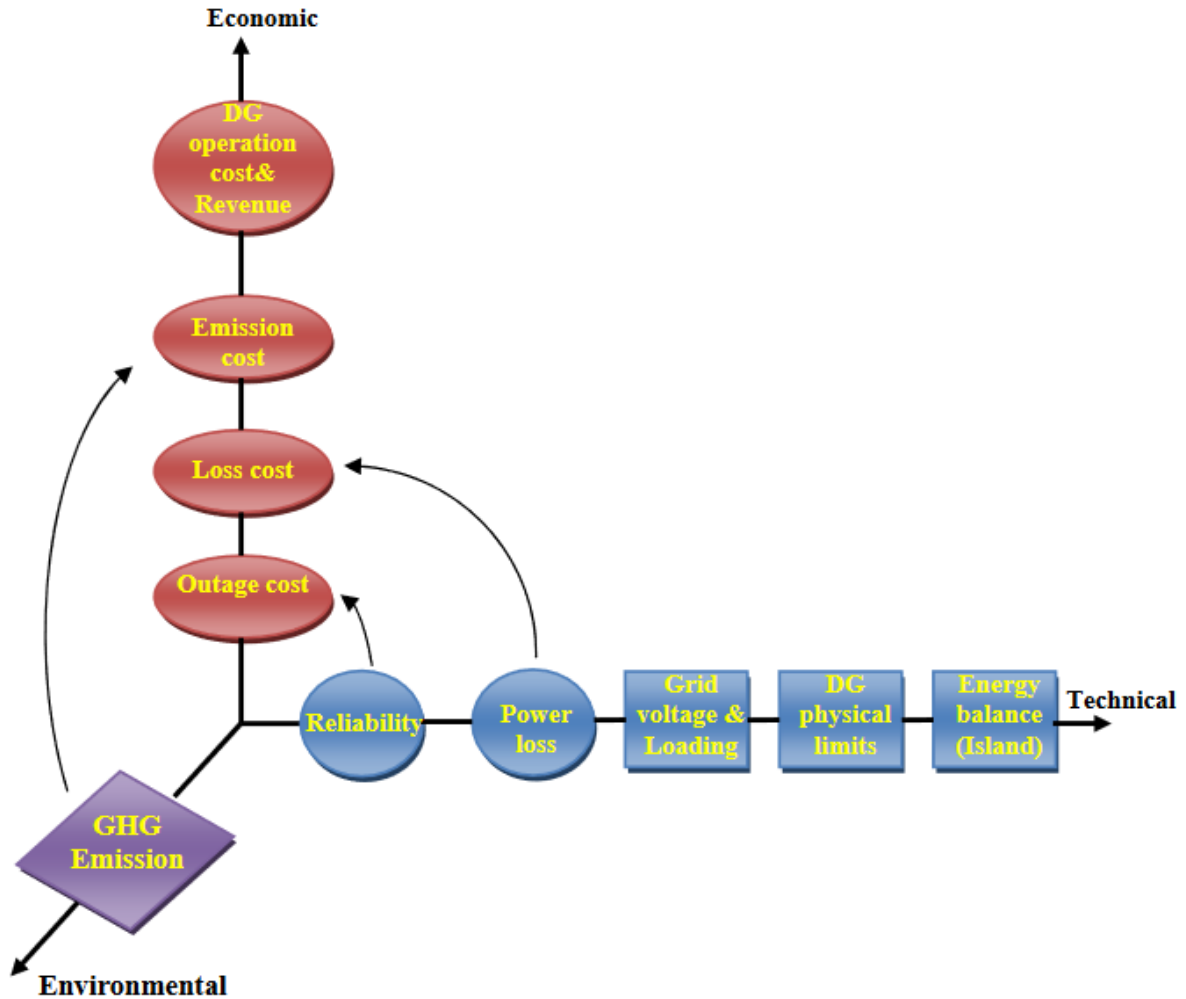 Economic
DG
operation
cost&
Revenue
Emission
cost
Loss cost
Outage cost
Reliability
Power
loss
Grid
voltage &
Loading
DG
physical
limits
Energy
balance
(Island)
Technical
GHG
Emission
Environmental